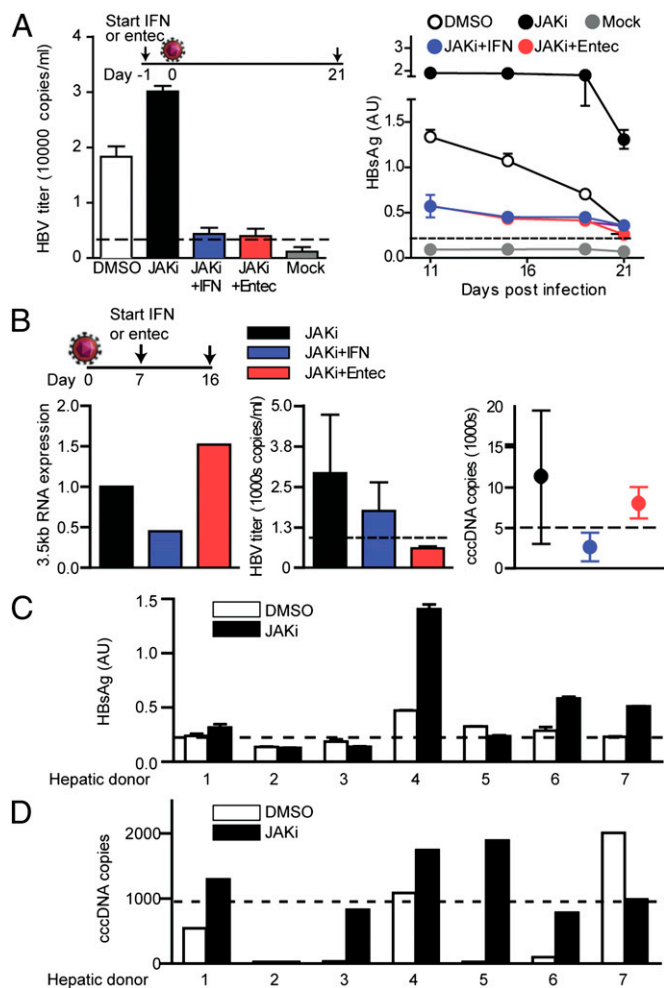 A
Start IFN
or entec
Day -1 0 21
HBV titer (10000 copies/ml)
4
3
2
1
0
DMSO
JAKi
JAKi
+IFN
JAKi
+Entec
Mock
DMSO
JAKi
Mock
JAKi+IFN
JAKi+Entec
HBsAg (AU)
3
2
1.5
1.0
0.5
0.0
11 16 21
Days post infection
B
Start IFN
or entec
Day 0 7 16
JAKi
JAKi+IFN
JAKi+Entec
3.5kb RNA expression
2.0
1.5
1.0
0.5
0.0
HBV titer (1000s copies/ml)
5.0
3.8
2.5
1.3
0
cccDNA copies (1000s)
20
15
10
5
0
C
DMSO
JAKi
HBsAg (AU)
1.5
1.0
0.5
0.0
Hepatic donor 1 2 3 4 5 6 7
D
DMSO
JAKi
cccDNA copies
2000
1000
0
Hepatic donor 1 2 3 4 5 6 7